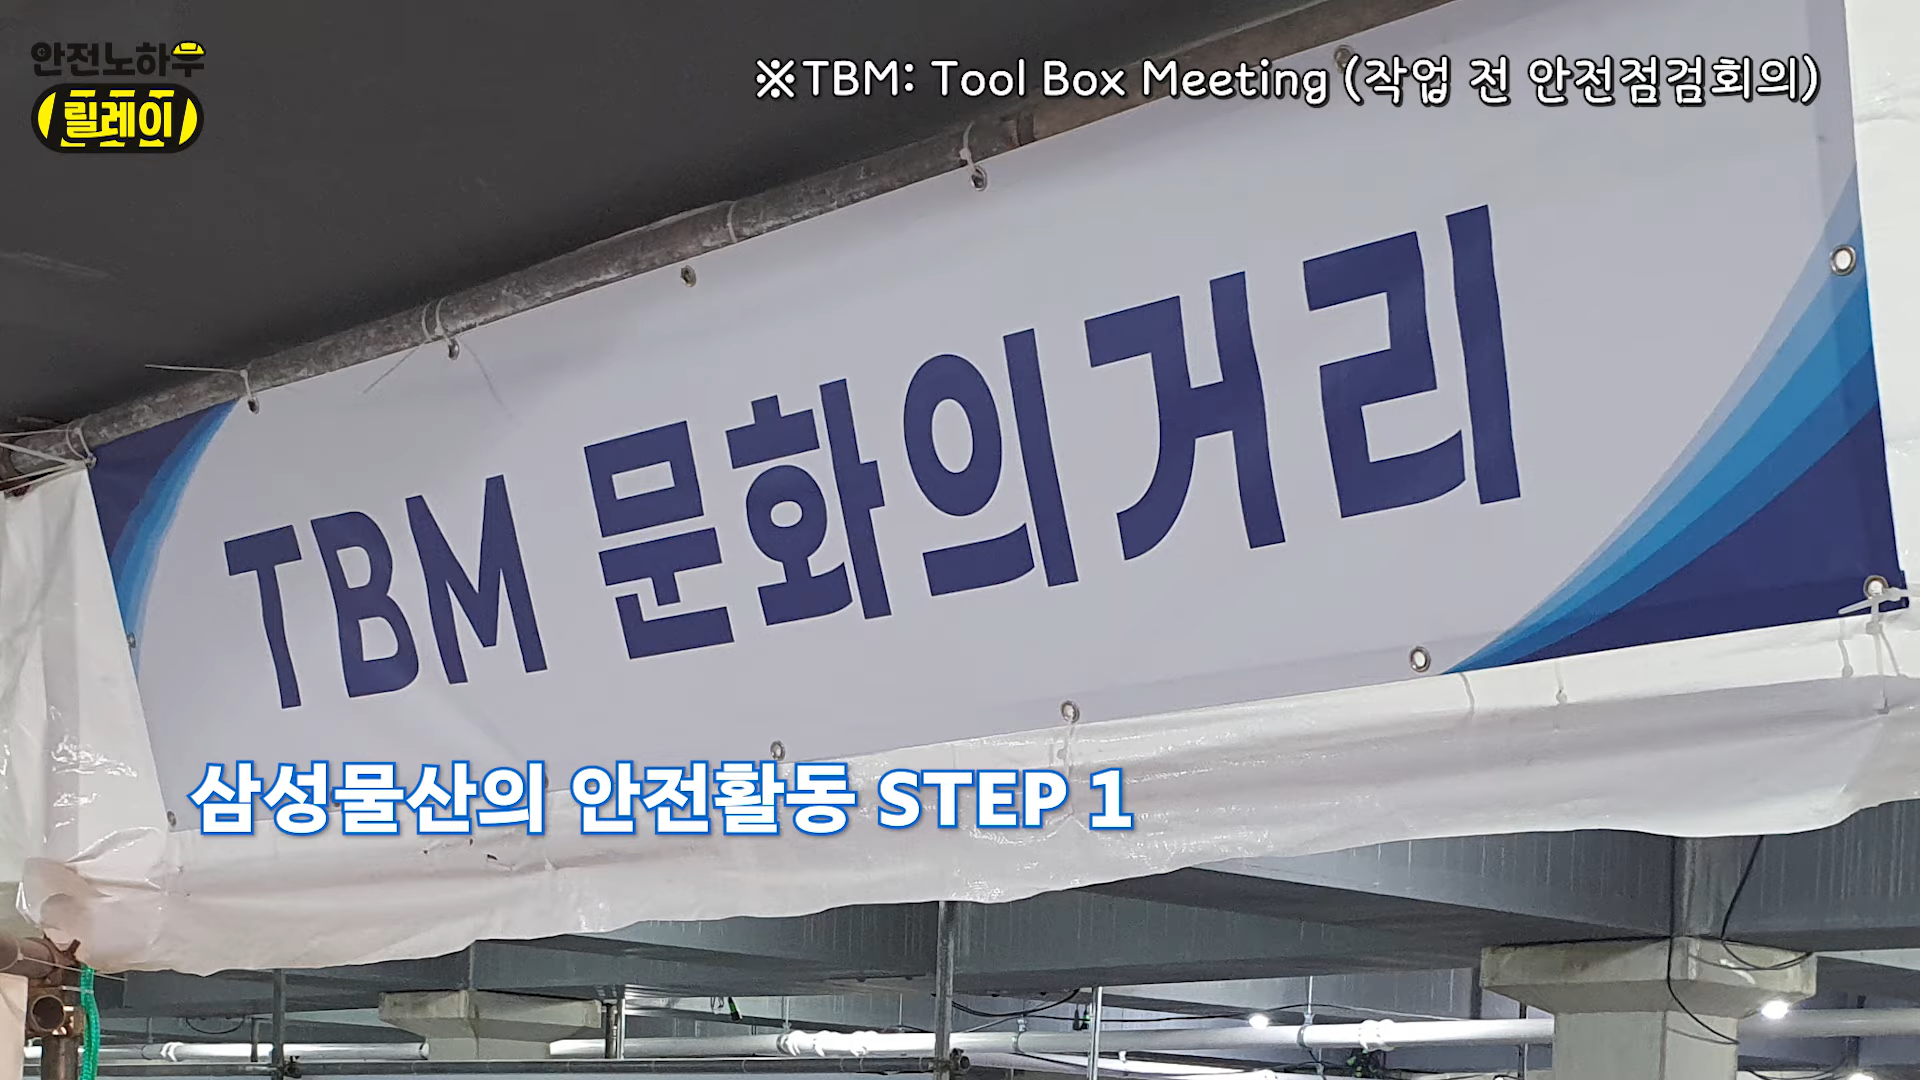 안전노하우
릴레이
※TBM: Tool Box Meeting (작업 전 안전점검회의)
TBM 문화의거리
삼성물산의 안전활동 STEP 1